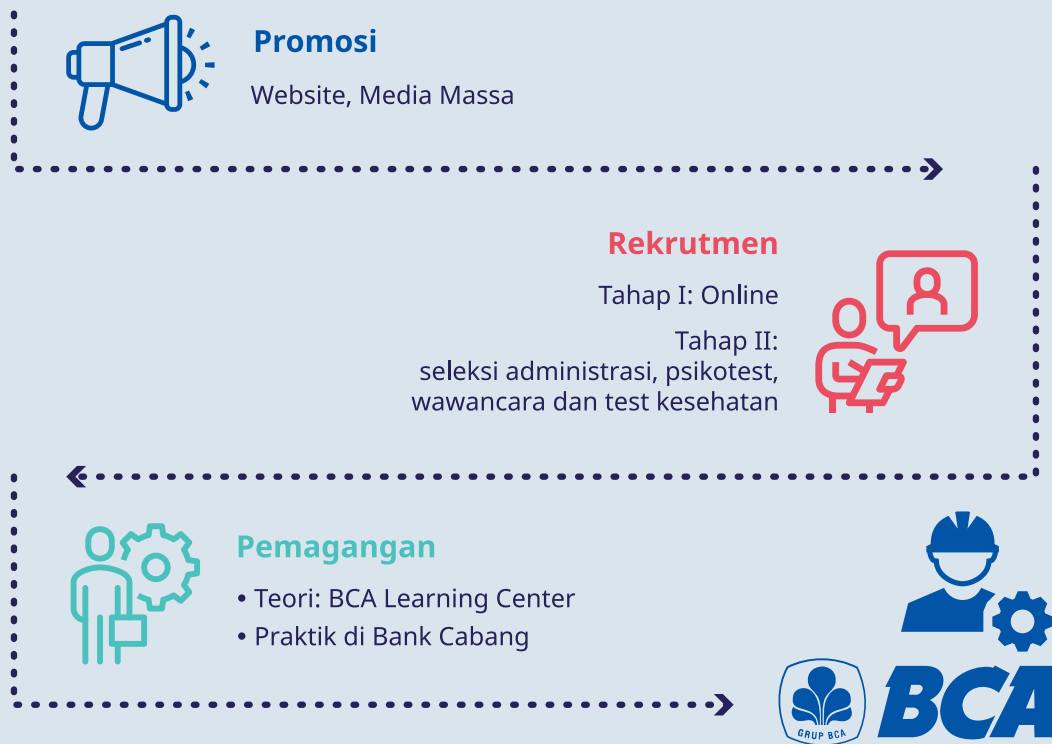 Promosi
Website, Media Massa
Rekrutmen
Tahap I: Online
Tahap II:
seleksi administrasi, psikotest,
wawancara dan test kesehatan
Pemagangan
• Teori: BCA Learning Center
• Praktik di Bank Cabang
GRUP BCA
BCA